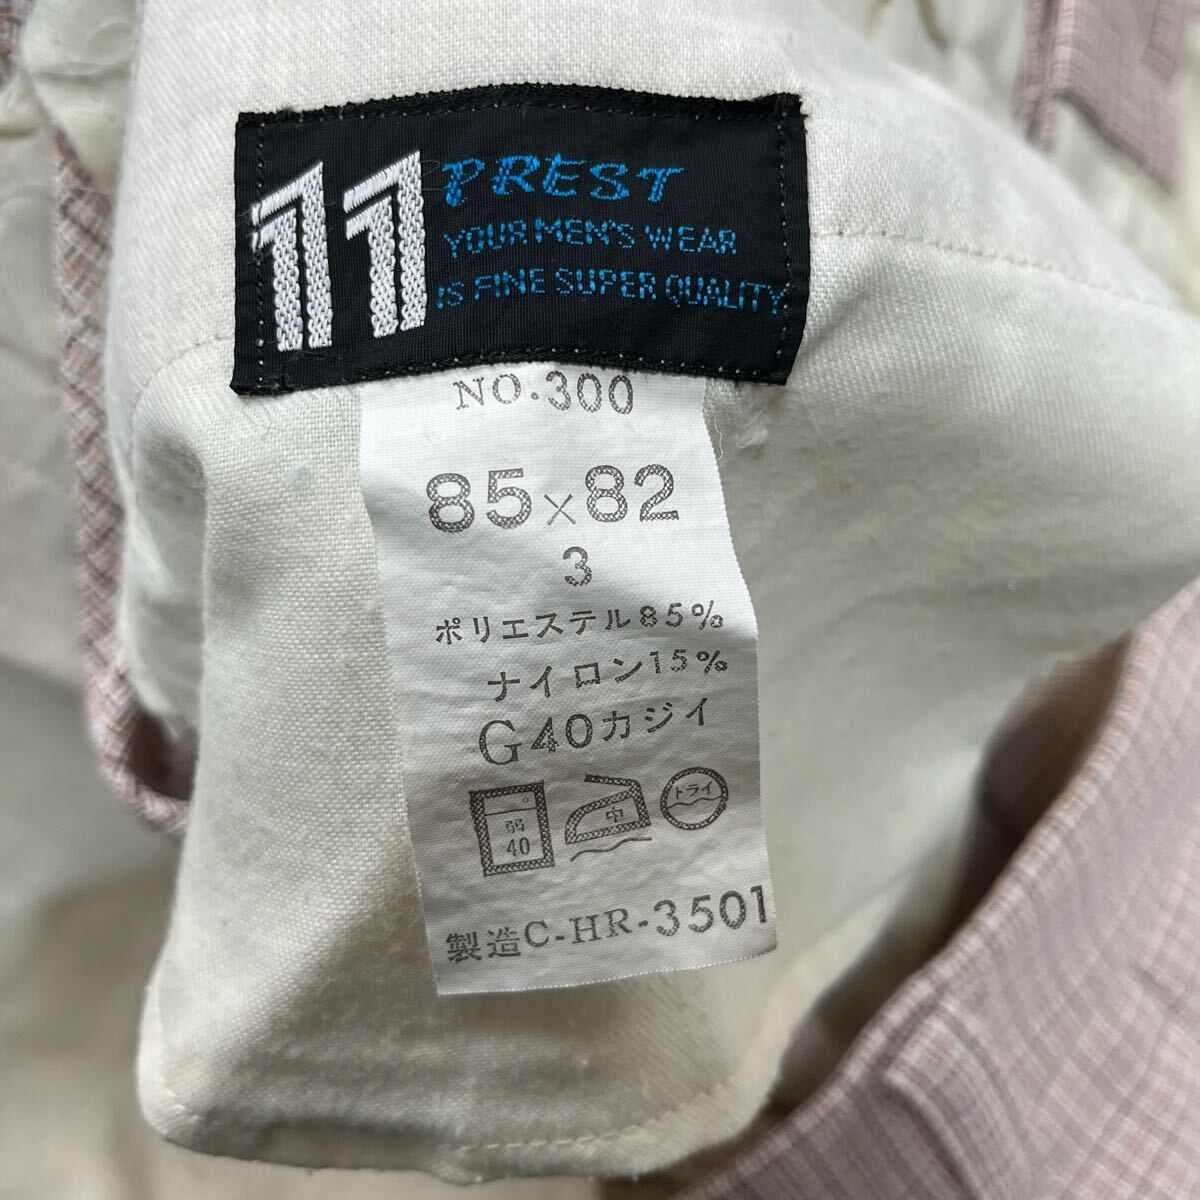 11
PREST
YOUR MEN'S WEAR
IS FINE SUPER QUALITY
NO.300
85×82
3
ポリエステル85%
ナイロン15%
G40カジイ
弱
40
中
ドライ
製造C-HR-3501